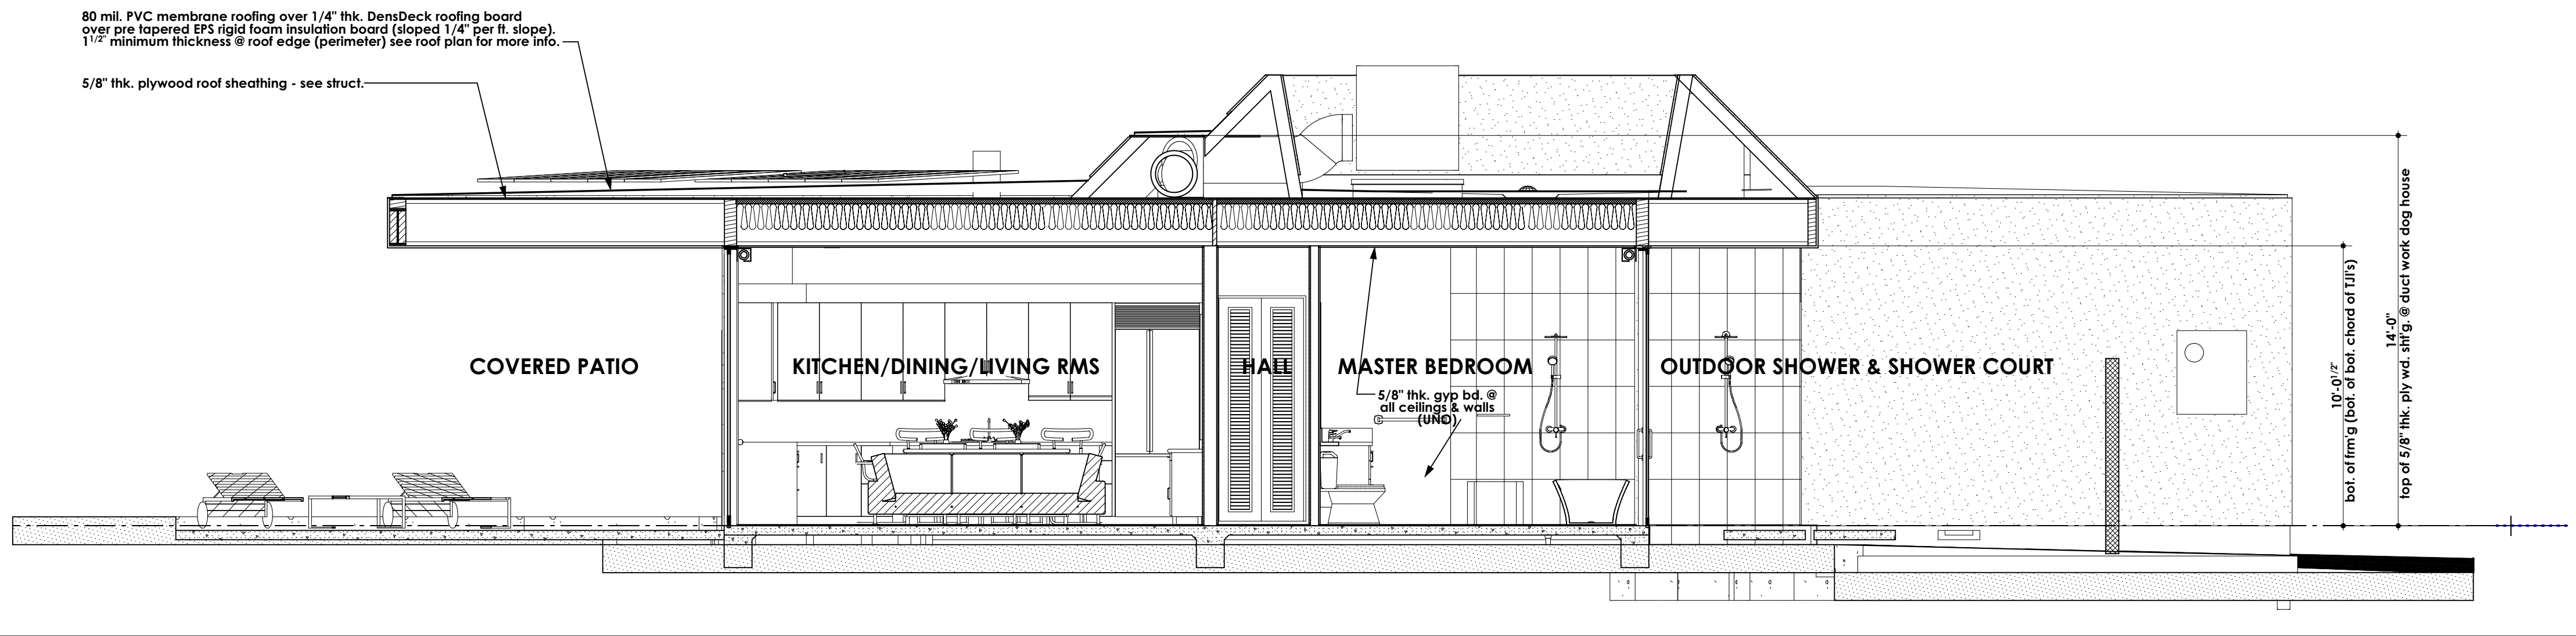 80 mil. PVC membrane roofing over 1/4" thk. DensDeck roofing board
over pre tapered EPS rigid foam insulation board (sloped 1/4" per ft. slope).
1 1/2" minimum thickness @ roof edge (perimeter) see roof plan for more info.
5/8" thk. plywood roof sheathing - see struct.
COVERED PATIO
KITCHEN/DINING/LIVING RMS
HALL
MASTER BEDROOM
OUTDOOR SHOWER & SHOWER COURT
5/8" thk. gyp bd. @
all ceilings & walls
(UNO)
10'-0 1/2"
bot. of frm'g (bot. of bot. chord of TJI's)
14'-0"
top of 5/8" thk. ply wd. sht'g. @ duct work dog house